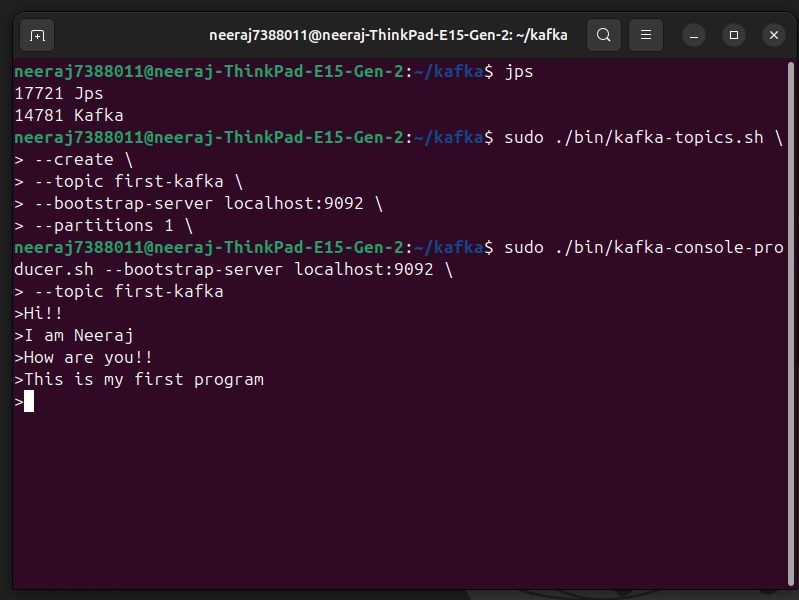 neeraj7388011@neeraj-ThinkPad-E15-Gen-2: ~/kafka
neeraj7388011@neeraj-ThinkPad-E15-Gen-2:~/kafka$ jps
17721 Jps
14781 Kafka
neeraj7388011@neeraj-ThinkPad-E15-Gen-2:~/kafka$ sudo ./bin/kafka-topics.sh \
> --create \
> --topic first-kafka \
> --bootstrap-server localhost:9092 \
> --partitions 1 \
neeraj7388011@neeraj-ThinkPad-E15-Gen-2:~/kafka$ sudo ./bin/kafka-console-pro
ducer.sh --bootstrap-server localhost:9092 \
> --topic first-kafka
>Hi!!
>I am Neeraj
>How are you!!
>This is my first program
>